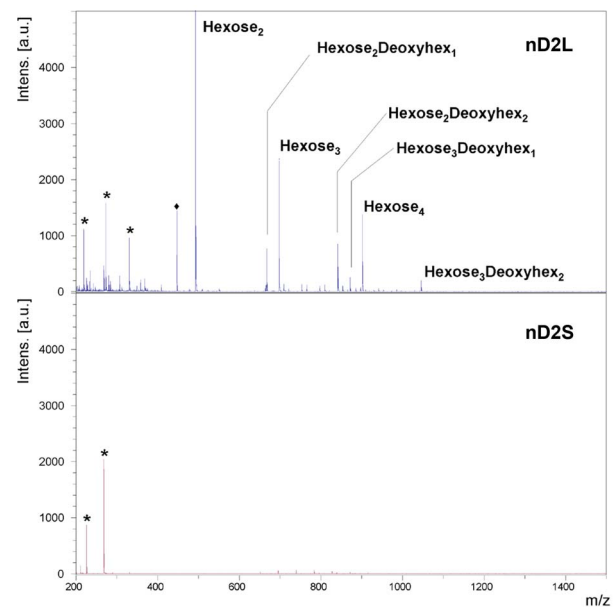 nD2L
Intens. [a.u.]
4000
3000
2000
1000
0
Hexose₂
Hexose₂Deoxyhex₁
Hexose₃
Hexose₂Deoxyhex₂
Hexose₃Deoxyhex₁
Hexose₄
Hexose₃Deoxyhex₂
*
*
*
♦
nD2S
Intens. [a.u.]
4000
3000
2000
1000
0
*
*
200 400 600 800 1000 1200 1400
m/z